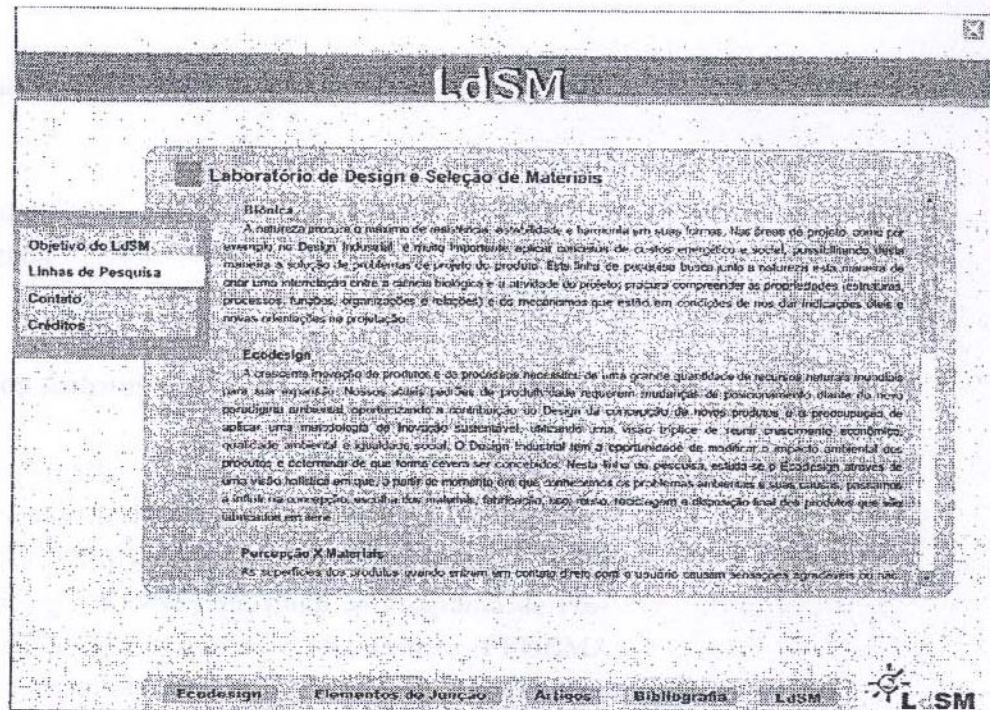 LdSM
Laboratório de Design e Seleção de Materiais
Objetivo do LdSM
Linhas de Pesquisa
Contato
Créditos
Biônica
A natureza procura o máximo de resistência, estabilidade e harmonia em suas formas. Nas áreas de projeto, como por
exemplo no Design Industrial, é muito importante aplicar conceitos de custos energético e social, possibilitando desta
maneira a solução de problemas de projeto do produto. Esta linha de pesquisa busca junto a natureza esta maneira de
criar uma interrelação entre a ciência biológica e a atividade do projeto; procura compreender as propriedades (estruturas,
processos, funções, organizações e relações) e os mecanismos que estão em condições de nos dar indicações úteis e
novas orientações na projetação.
Ecodesign
A crescente inovação de produtos e de processos necessitou de uma grande quantidade de recursos naturais mundiais
para sua expansão. Nossos atuais padrões de produtividade requerem mudanças de posicionamento diante do novo
paradigma ambiental, oportunizando a contribuição do Design da concepção de novos produtos e a preocupação de
aplicar uma metodologia de inovação sustentável, utilizando uma visão tríplice de reunir crescimento econômico,
qualidade ambiental e igualdade social. O Design Industrial tem a oportunidade de modificar o impacto ambiental dos
produtos e determinar de que forma devera ser concebidos. Nesta linha de pesquisa, estuda-se o Ecodesign através de
uma visão holística em que, a partir do momento em que conhecemos os problemas ambientais e suas causas, passamos
a influir na concepção, escolha dos materiais, fabricação, uso, reuso, reciclagem e disposição final dos produtos que são
fabricados em série.
Percepção X Materiais
As superfícies dos produtos quando entram em contato direto com o usuário causam sensações agradáveis ou não.
Ecodesign
Elementos de Junção
Artigos
Bibliografia
LdSM
LdSM